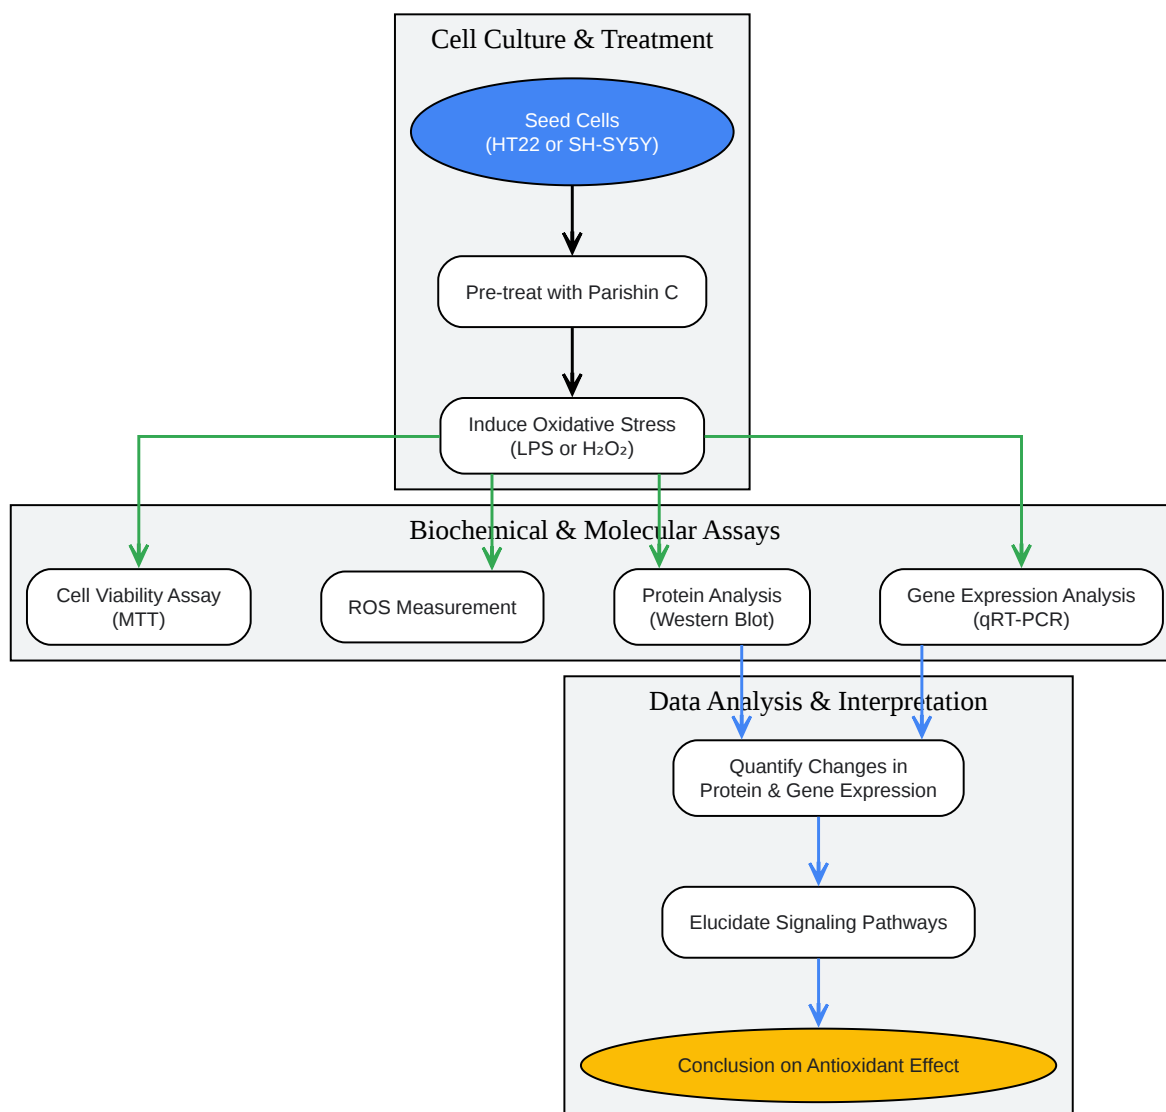 Cell Culture & Treatment
Seed Cells
(HT22 or SH-SY5Y)
Pre-treat with Parishin C
Induce Oxidative Stress
(LPS or H₂O₂)
Biochemical & Molecular Assays
Cell Viability Assay
(MTT)
ROS Measurement
Protein Analysis
(Western Blot)
Gene Expression Analysis
(qRT-PCR)
Data Analysis & Interpretation
Quantify Changes in
Protein & Gene Expression
Elucidate Signaling Pathways
Conclusion on Antioxidant Effect